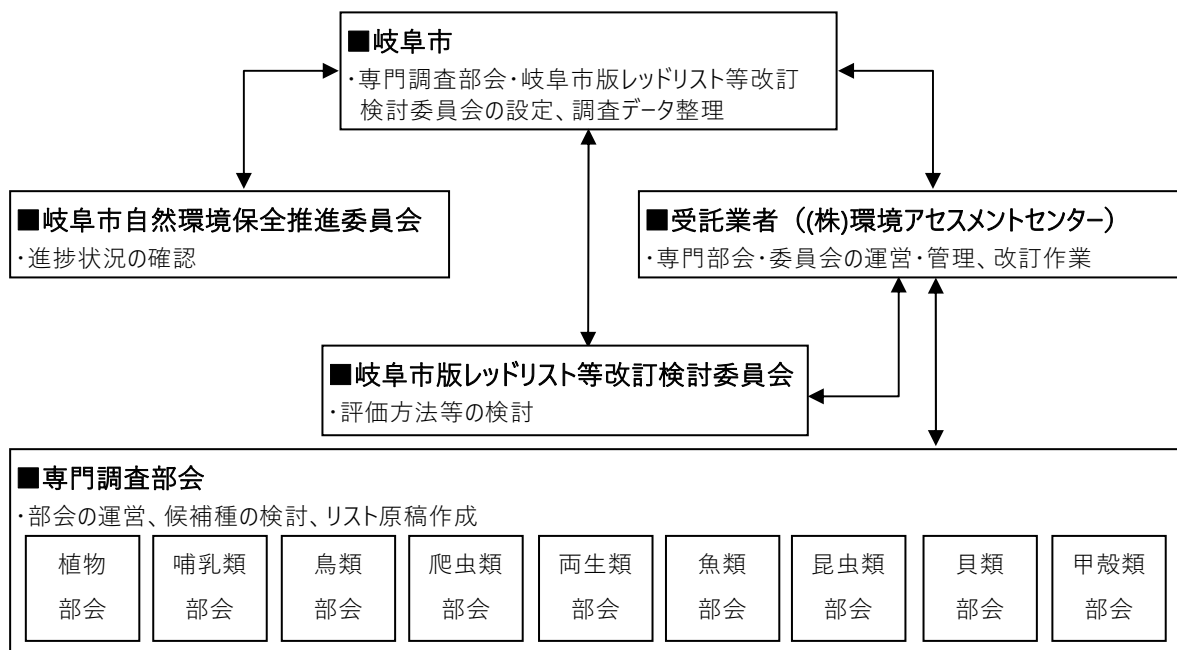 ■岐阜市
・専門調査部会・岐阜市版レッドリスト等改訂
検討委員会の設定、調査データ整理
■岐阜市自然環境保全推進委員会
・進捗状況の確認
■受託業者（(株)環境アセスメントセンター）
・専門部会・委員会の運営・管理、改訂作業
■岐阜市版レッドリスト等改訂検討委員会
・評価方法等の検討
■専門調査部会
・部会の運営、候補種の検討、リスト原稿作成
植物
部会
哺乳類
部会
鳥類
部会
爬虫類
部会
両生類
部会
魚類
部会
昆虫類
部会
貝類
部会
甲殻類
部会